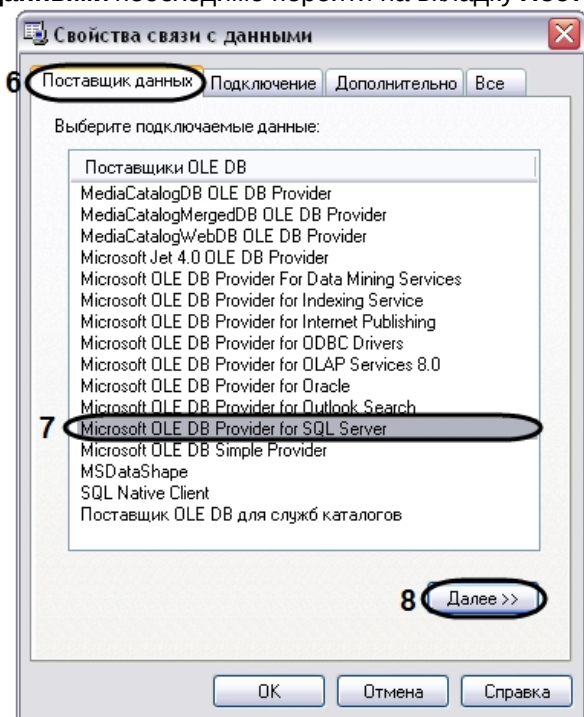 Свойства связи с данными
6 Поставщик данных Подключение Дополнительно Все
Выберите подключаемые данные:
Поставщики OLE DB
MediaCatalogDB OLE DB Provider
MediaCatalogMergedDB OLE DB Provider
MediaCatalogWebDB OLE DB Provider
Microsoft Jet 4.0 OLE DB Provider
Microsoft OLE DB Provider For Data Mining Services
Microsoft OLE DB Provider for Indexing Service
Microsoft OLE DB Provider for Internet Publishing
Microsoft OLE DB Provider for ODBC Drivers
Microsoft OLE DB Provider for OLAP Services 8.0
Microsoft OLE DB Provider for Oracle
Microsoft OLE DB Provider for Outlook Search
7 Microsoft OLE DB Provider for SQL Server
Microsoft OLE DB Simple Provider
MSDataShape
SQL Native Client
Поставщик OLE DB для служб каталогов
8 Далее >>
OK Отмена Справка